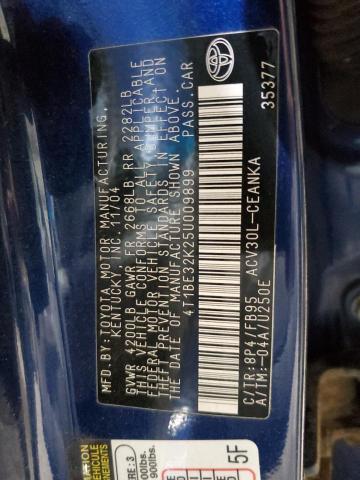 MFD. BY: TOYOTA MOTOR MANUFACTURING,
KENTUCKY, INC. 11/04
GVWR 4200LB GAWR FR 2668LB RR 2282LB
THIS VEHICLE CONFORMS TO ALL APPLICABLE
FEDERAL MOTOR VEHICLE SAFETY, BUMPER, AND
THEFT PREVENTION STANDARDS IN EFFECT ON
THE DATE OF MANUFACTURE SHOWN ABOVE.
4T1BE32K25U009899 PASS.CAR
C/TR:8P4/FB95 ACV30L-CEANKA
A/TM:-04A/U250E 35377
TOYOTA
5F